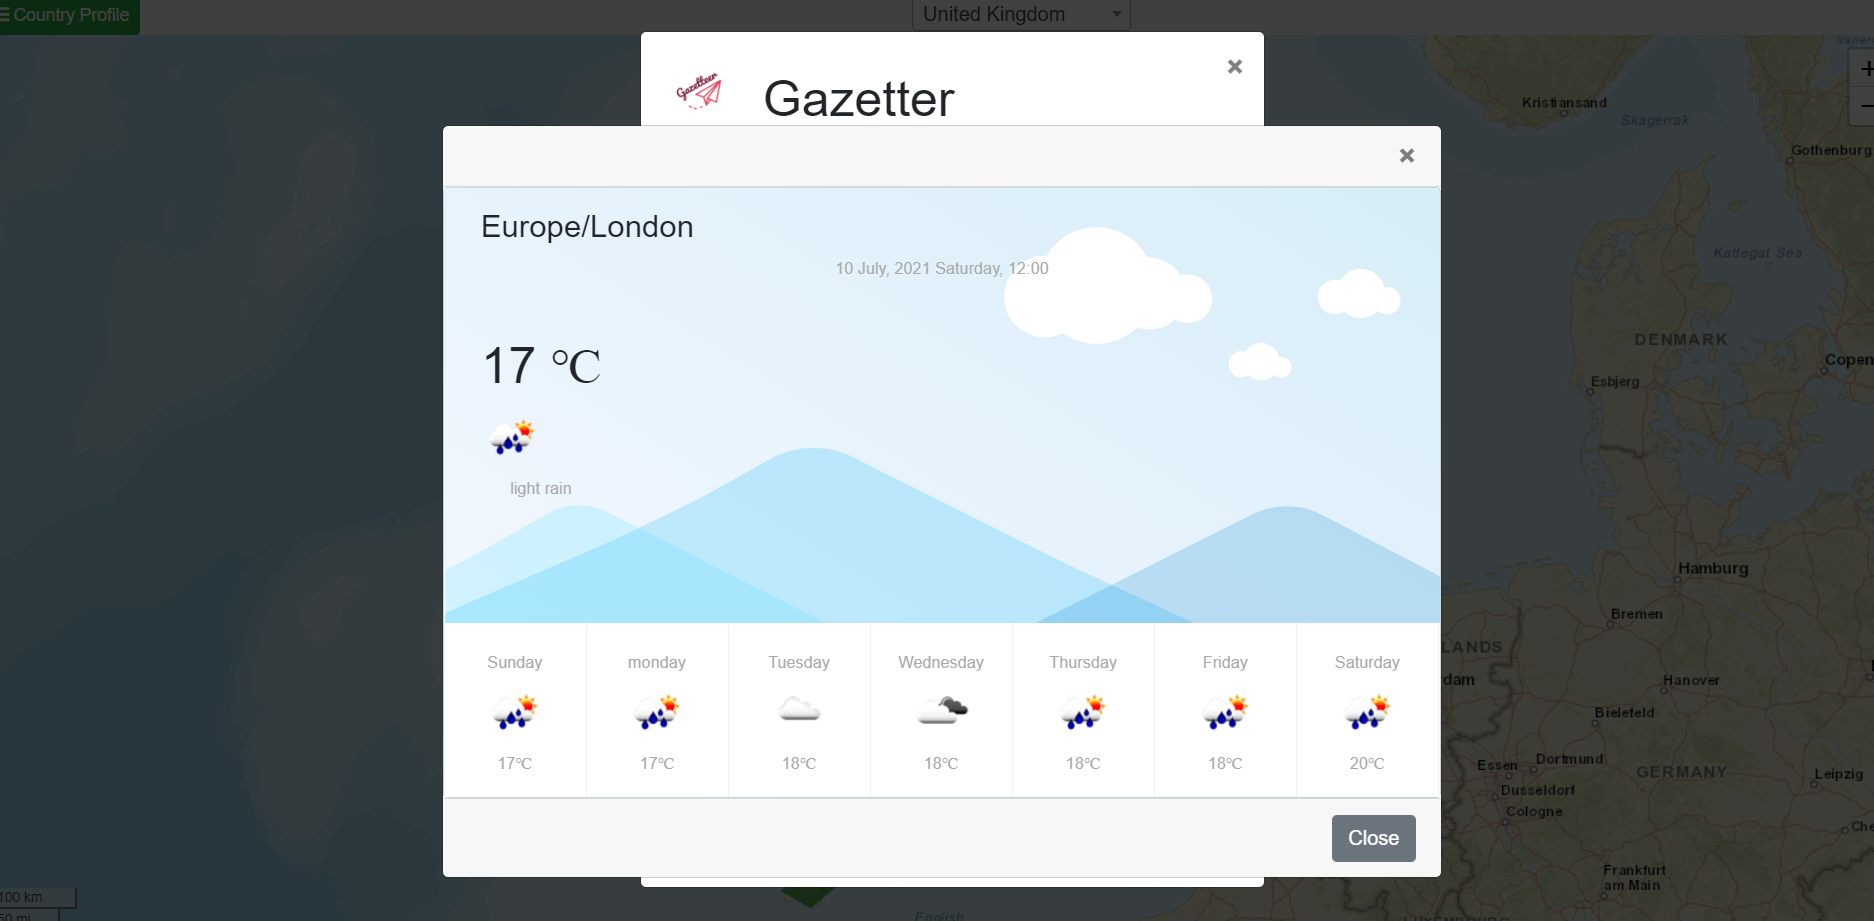 Country Profile
United Kingdom
×
Gazetteer
Gazetter
×
Europe/London
10 July, 2021 Saturday, 12:00
17 °C
light rain
Sunday
monday
Tuesday
Wednesday
Thursday
Friday
Saturday
17°C
17°C
18°C
18°C
18°C
18°C
20°C
Close
+
−
Kristiansand
Skagerrak
Gothenburg
Kattegat Sea
DENMARK
Copen
Esbjerg
Hamburg
Bremen
LANDS
dam
Hanover
Bielefeld
Essen
Dortmund
GERMANY
Leipzig
Dusseldorf
Cologne
Che
Frankfurt
am Main
100 km
English